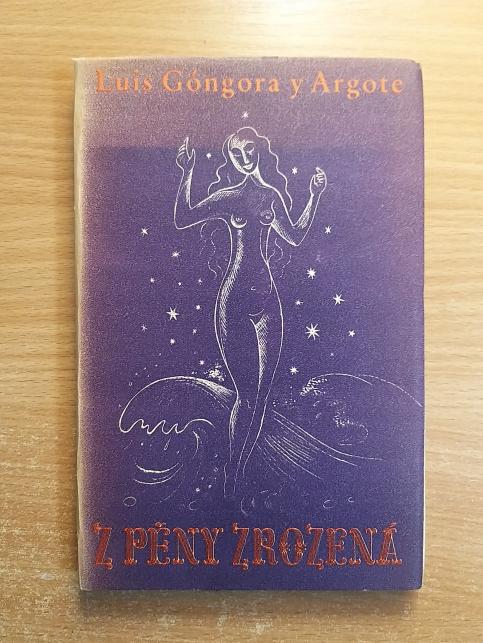 Luis Góngora y Argote
Z PĚNY ZROZENÁ